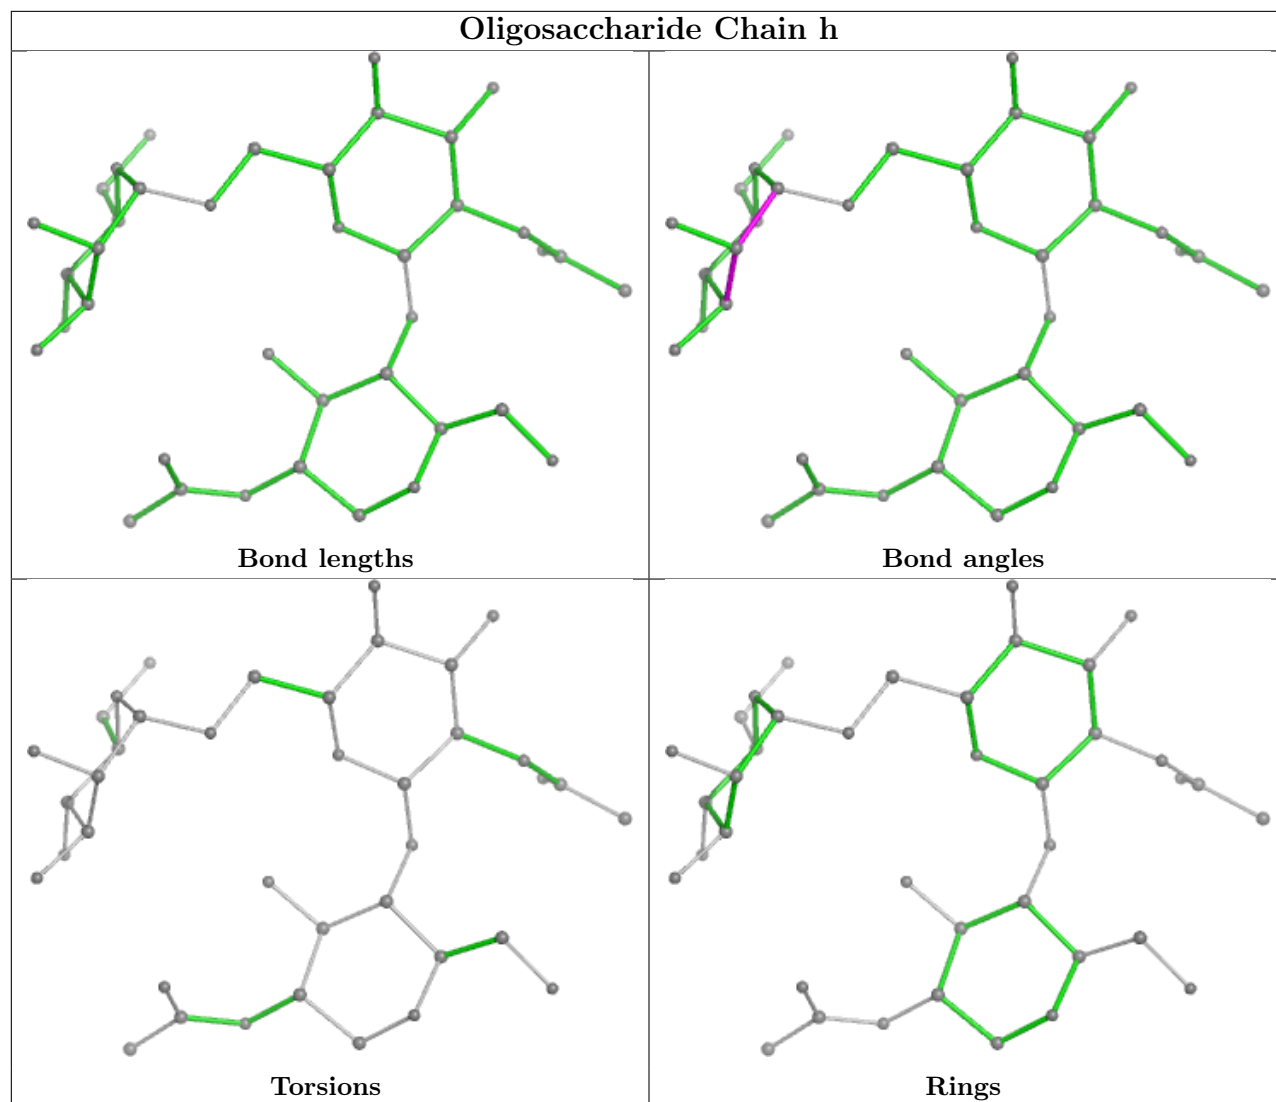 Oligosaccharide Chain h
Bond lengths
Bond angles
Torsions
Rings